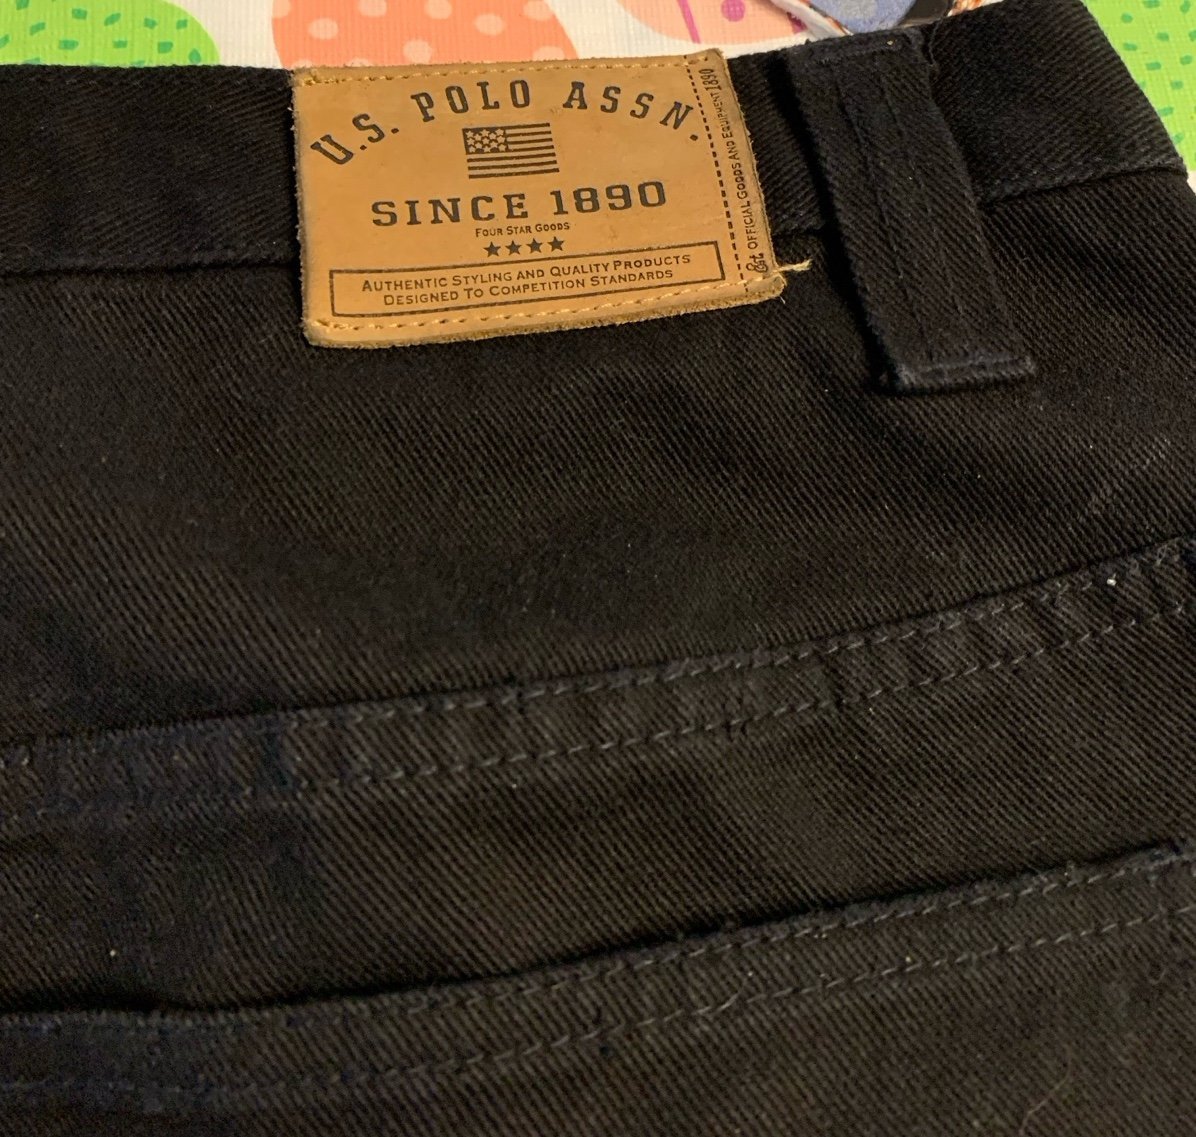 U.S. POLO ASSN.
SINCE 1890
FOUR STAR GOODS
AUTHENTIC STYLING AND QUALITY PRODUCTS
DESIGNED TO COMPETITION STANDARDS
Est OFFICIAL GOODS AND EQUIPMENT 1890